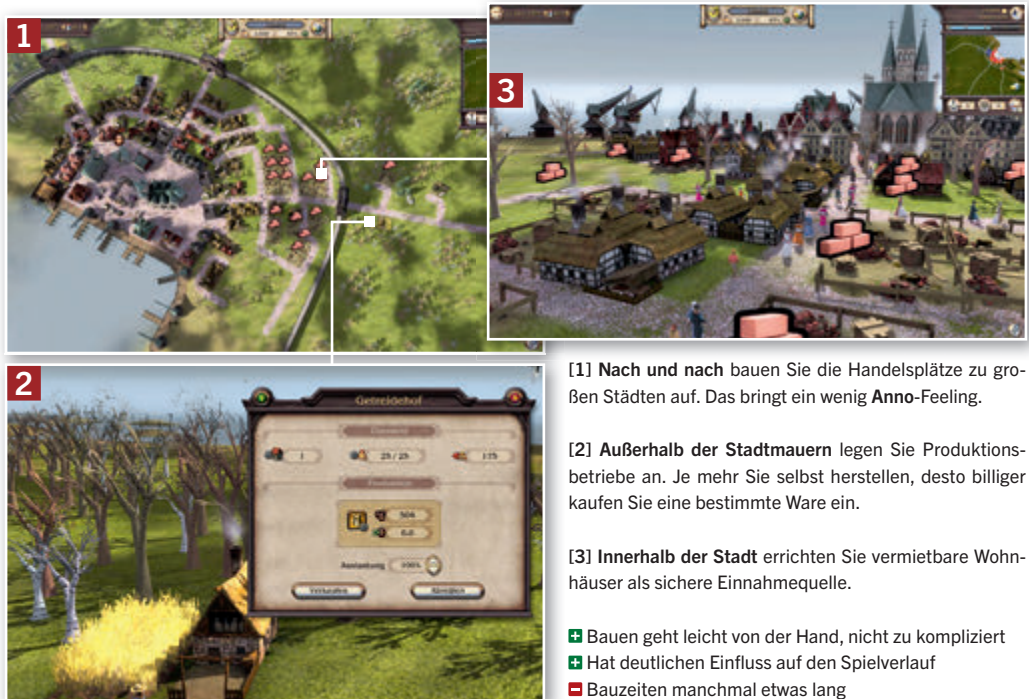 1
3
2
Getreidehof
1
25 / 25
175
Auslastung 100%
Verkaufen
Abreißen
[1] Nach und nach bauen Sie die Handelsplätze zu gro-
ßen Städten auf. Das bringt ein wenig Anno-Feeling.
[2] Außerhalb der Stadtmauern legen Sie Produktions-
betriebe an. Je mehr Sie selbst herstellen, desto billiger
kaufen Sie eine bestimmte Ware ein.
[3] Innerhalb der Stadt errichten Sie vermietbare Wohn-
häuser als sichere Einnahmequelle.
+ Bauen geht leicht von der Hand, nicht zu kompliziert
+ Hat deutlichen Einfluss auf den Spielverlauf
- Bauzeiten manchmal etwas lang